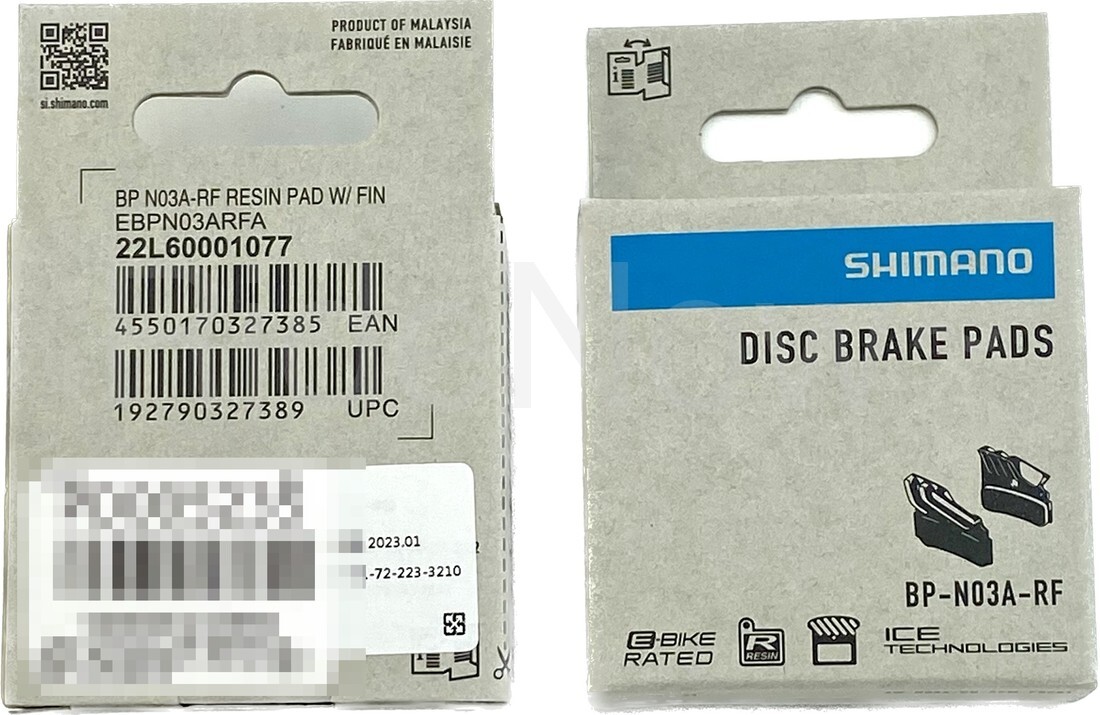 si.shimano.com
PRODUCT OF MALAYSIA
FABRIQUÉ EN MALAISIE
BP N03A-RF RESIN PAD W/ FIN
EBPN03ARFA
22L60001077
4550170327385 EAN
192790327389 UPC
2023.01
-72-223-3210
SHIMANO
DISC BRAKE PADS
BP-N03A-RF
E-BIKE
RATED
R
RESIN
ICE
TECHNOLOGIES